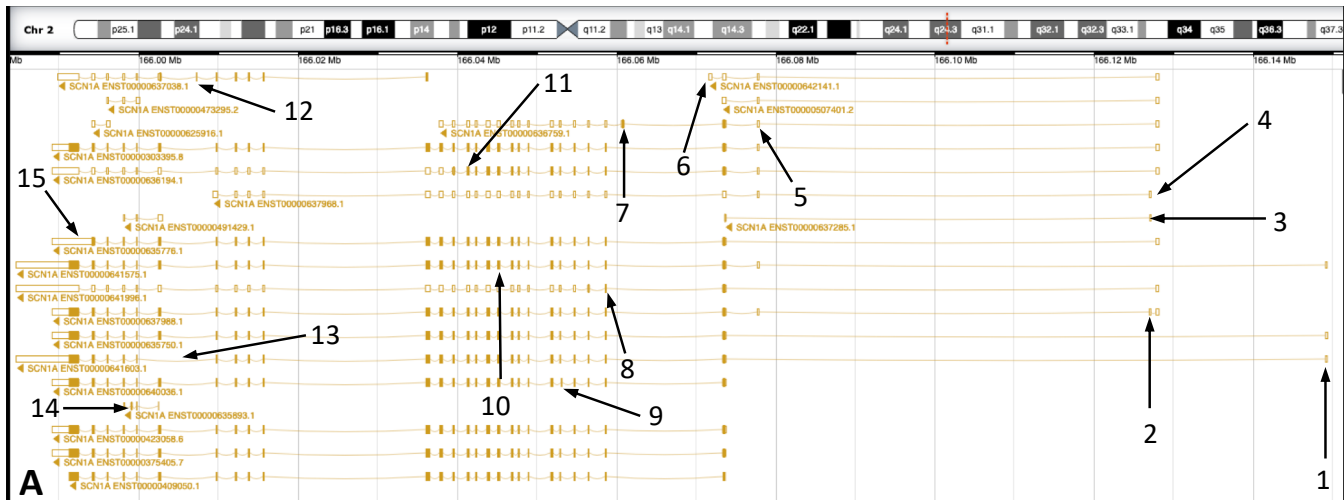 Chr 2 p25.1 p24.1 p21 p16.3 p16.1 p14 p12 p11.2 q11.2 q13 q14.1 q14.3 q22.1 q24.1 q24.3 q31.1 q32.1 q32.3 q33.1 q34 q35 q36.3 q37.3
Mb 166.00 Mb 166.02 Mb 166.04 Mb 166.06 Mb 166.08 Mb 166.10 Mb 166.12 Mb 166.14 Mb
SCN1A ENST00000637038.1
SCN1A ENST00000642141.1
12
11
6
SCN1A ENST00000473295.2
SCN1A ENST00000507401.2
SCN1A ENST00000625916.1
SCN1A ENST00000636759.1
4
SCN1A ENST00000303395.8
5
15
SCN1A ENST00000636194.1
7
SCN1A ENST00000637968.1
SCN1A ENST00000491429.1
SCN1A ENST00000637285.1
3
SCN1A ENST00000635776.1
SCN1A ENST00000641575.1
SCN1A ENST00000641996.1
SCN1A ENST00000637988.1
13
SCN1A ENST00000635750.1
8
SCN1A ENST00000641603.1
SCN1A ENST00000640036.1
14
10
9
SCN1A ENST00000635893.1
2
SCN1A ENST00000423058.6
SCN1A ENST00000375405.7
A
SCN1A ENST00000409050.1
1